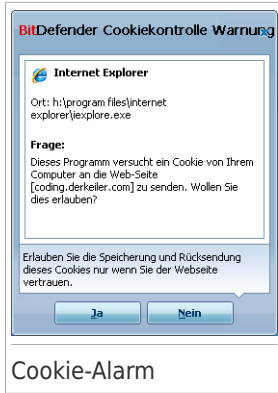 BitDefender Cookiekontrolle Warnung
Internet Explorer
Ort: h:\program files\internet
explorer\iexplore.exe
Frage:
Dieses Programm versucht ein Cookie von Ihrem
Computer an die Web-Seite
[coding.derkeiler.com] zu senden. Wollen Sie
dies erlauben?
Erlauben Sie die Speicherung und Rücksendung
dieses Cookies nur wenn Sie der Webseite
vertrauen.
Ja Nein
Cookie-Alarm